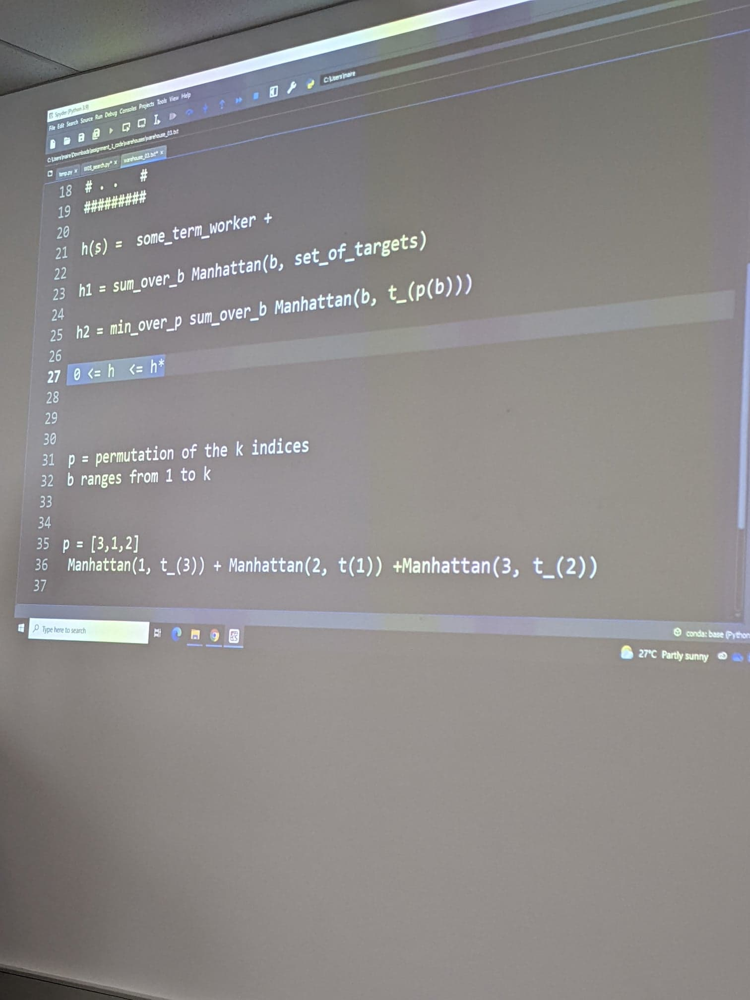 Spyder (Python 3.9)
File Edit Search Source Run Debug Consoles Projects Tools View Help
C:\Users\maire
C:\Users\maire\Downloads\assignment_1_code\warehouses\warehouse_03.txt
temp.py x W05_search.py* x warehouse_03.txt* x
18 # . . #
19 #########
20
21 h(s) = some_term_worker +
22
23 h1 = sum_over_b Manhattan(b, set_of_targets)
24
25 h2 = min_over_p sum_over_b Manhattan(b, t_(p(b)))
26
27 0 <= h <= h*
28
29
30
31 p = permutation of the k indices
32 b ranges from 1 to k
33
34
35 p = [3,1,2]
36 Manhattan(1, t_(3)) + Manhattan(2, t(1)) +Manhattan(3, t_(2))
37
conda: base (Python
Type here to search
27°C Partly sunny